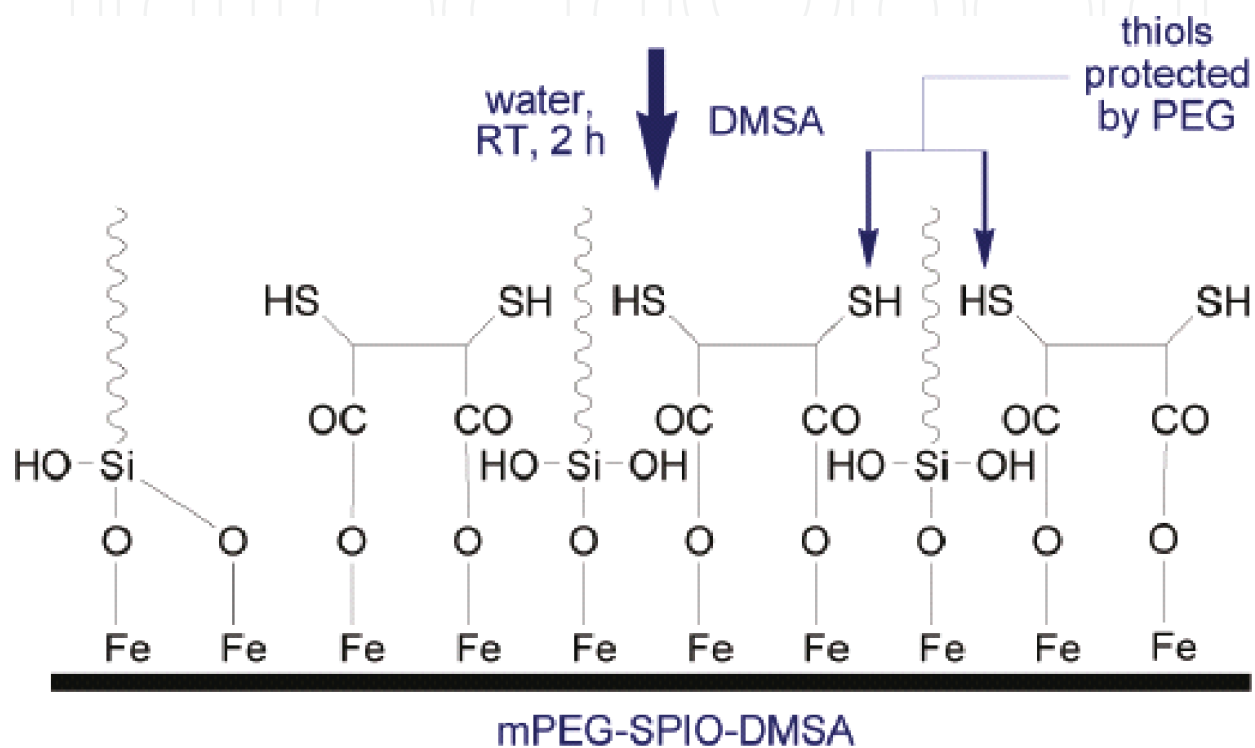 thiols
protected
by PEG
water,
RT, 2 h
DMSA
HS SH HS SH HS SH
OC CO OC CO OC CO
HO Si HO Si OH HO Si OH
O O O O O O O O O O
Fe Fe Fe Fe Fe Fe Fe Fe Fe Fe
mPEG-SPIO-DMSA